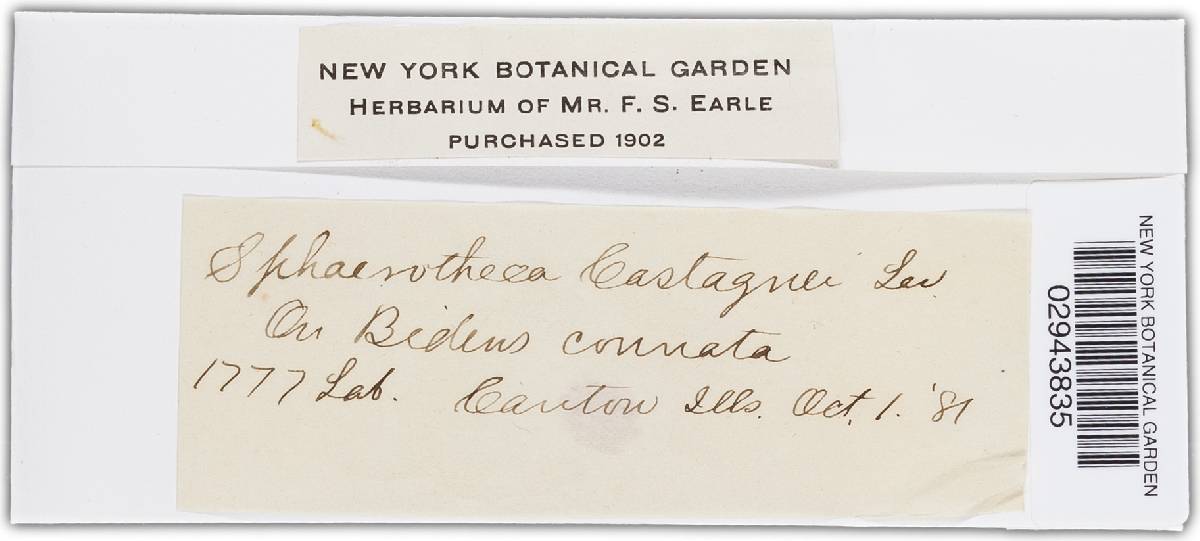 NEW YORK BOTANICAL GARDEN
HERBARIUM OF MR. F. S. EARLE
PURCHASED 1902
Sphaerotheca Castagnei Lev.
On Bidens connata
1777 Lab. Canton Ills. Oct. 1. '81
NEW YORK BOTANICAL GARDEN
02943835